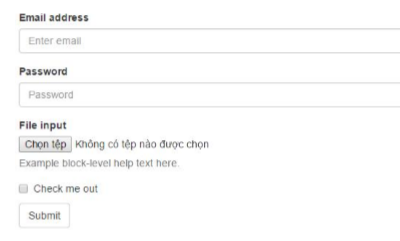 Email address
Enter email
Password
Password
File input
Chọn tệp Không có tệp nào được chọn
Example block-level help text here.
Check me out
Submit